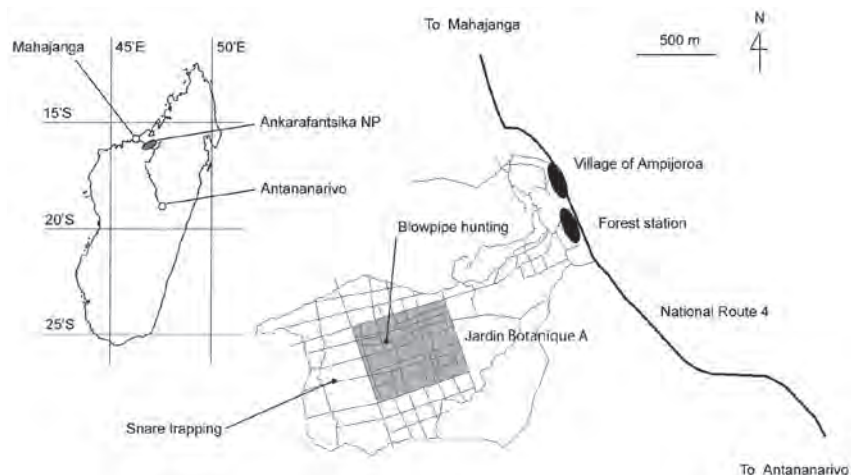 Mahajanga
45°E
50°E
15°S
Ankarafantsika NP
Antananarivo
20°S
25°S
To Mahajanga
500 m
N
Village of Ampijoroa
Forest station
Blowpipe hunting
National Route 4
Jardin Botanique A
Snare trapping
To Antananarivo